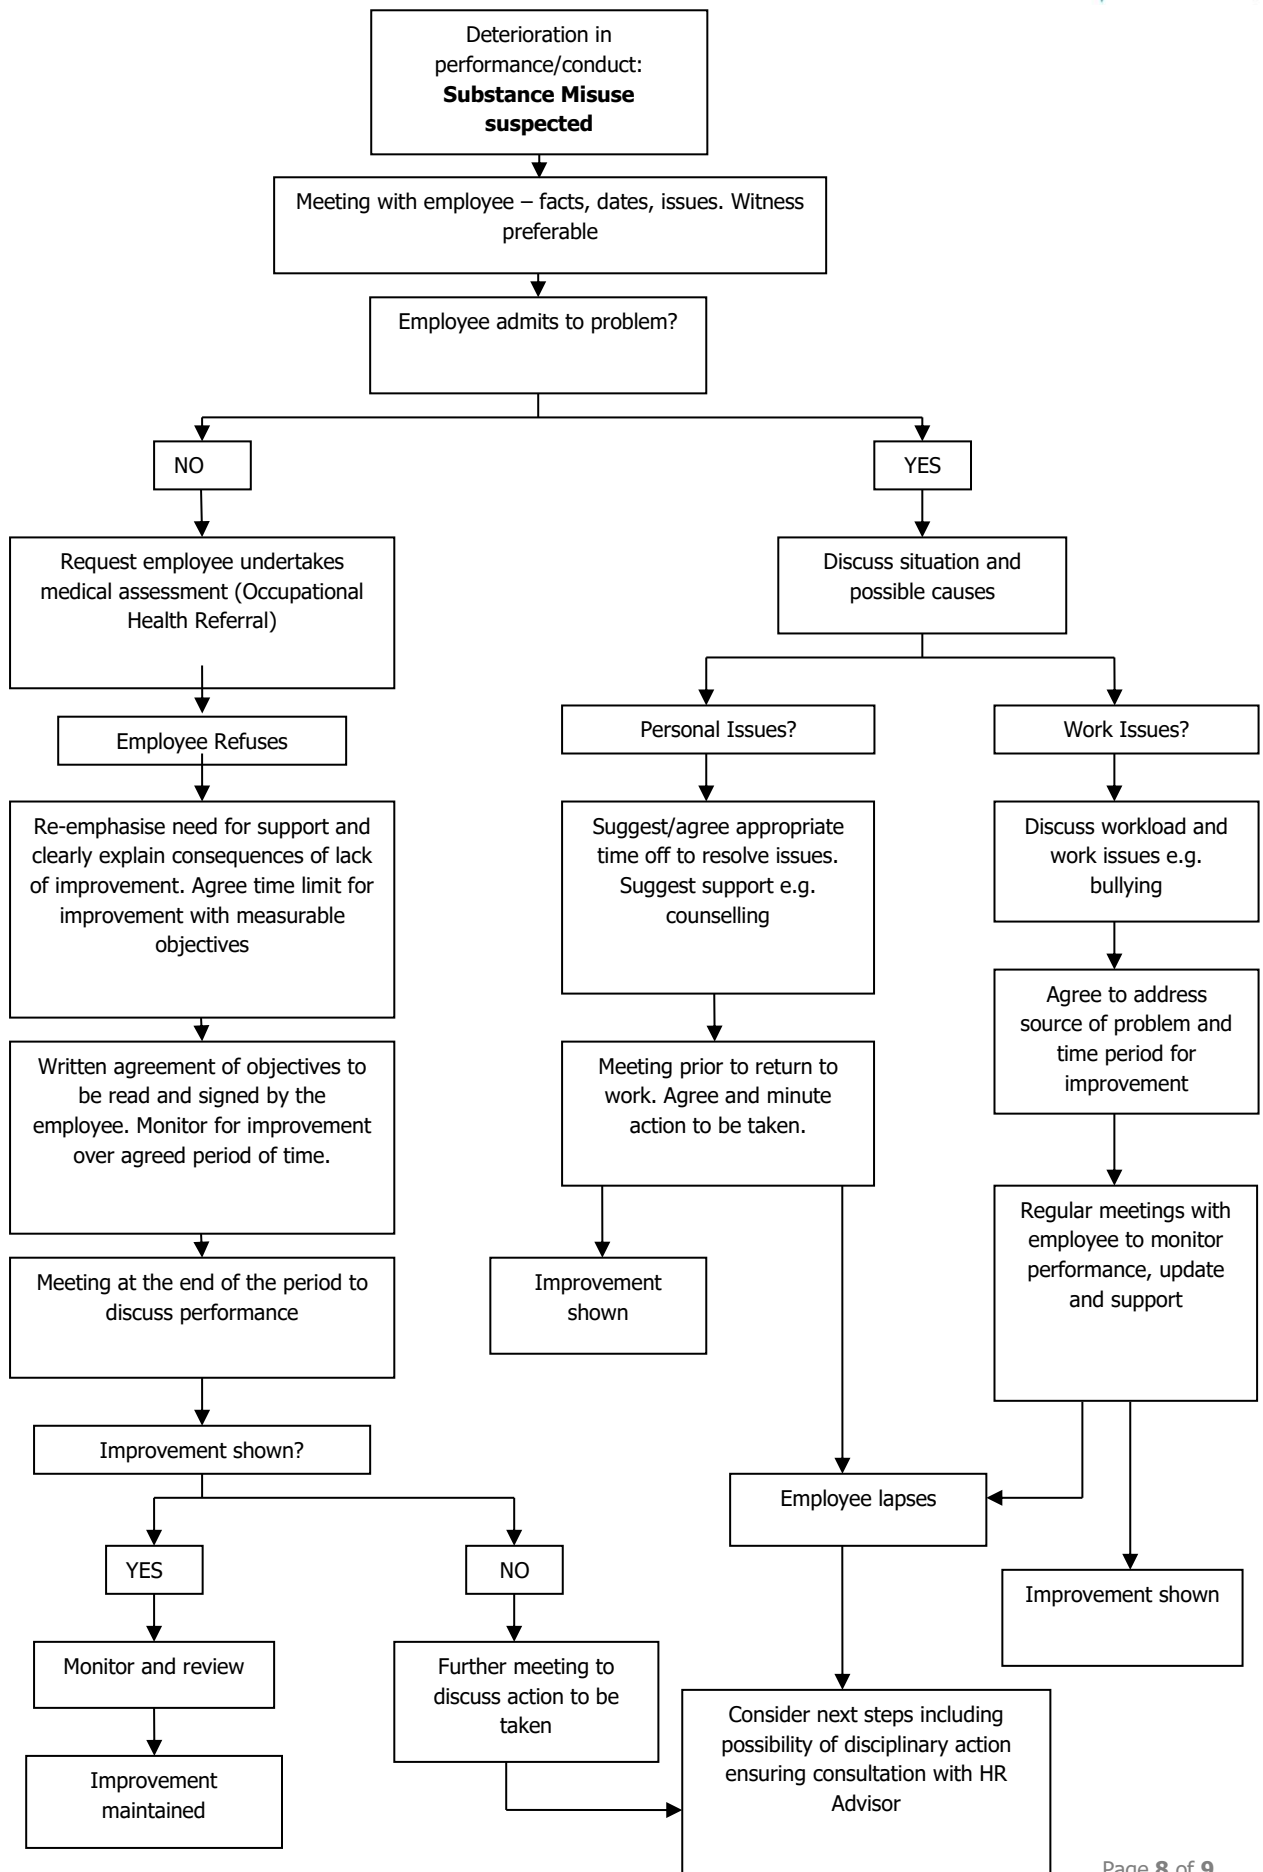 Deterioration in
performance/conduct:
Substance Misuse
suspected
Meeting with employee – facts, dates, issues. Witness
preferable
Employee admits to problem?
NO
YES
Request employee undertakes
medical assessment (Occupational
Health Referral)
Discuss situation and
possible causes
Employee Refuses
Personal Issues?
Work Issues?
Re-emphasise need for support and
clearly explain consequences of lack
of improvement. Agree time limit for
improvement with measurable
objectives
Suggest/agree appropriate
time off to resolve issues.
Suggest support e.g.
counselling
Discuss workload and
work issues e.g.
bullying
Agree to address
source of problem and
time period for
improvement
Written agreement of objectives to
be read and signed by the
employee. Monitor for improvement
over agreed period of time.
Meeting prior to return to
work. Agree and minute
action to be taken.
Regular meetings with
employee to monitor
performance, update
and support
Meeting at the end of the period to
discuss performance
Improvement
shown
Improvement shown?
Employee lapses
YES
NO
Improvement shown
Monitor and review
Further meeting to
discuss action to be
taken
Consider next steps including
possibility of disciplinary action
ensuring consultation with HR
Advisor
Improvement
maintained
Page 8 of 9